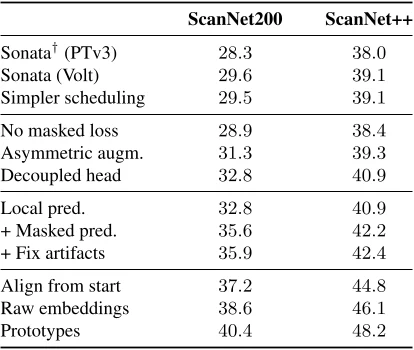 ScanNet200 ScanNet++
Sonata† (PTv3) 28.3 38.0
Sonata (Volt) 29.6 39.1
Simpler scheduling 29.5 39.1
No masked loss 28.9 38.4
Asymmetric augm. 31.3 39.3
Decoupled head 32.8 40.9
Local pred. 32.8 40.9
+ Masked pred. 35.6 42.2
+ Fix artifacts 35.9 42.4
Align from start 37.2 44.8
Raw embeddings 38.6 46.1
Prototypes 40.4 48.2